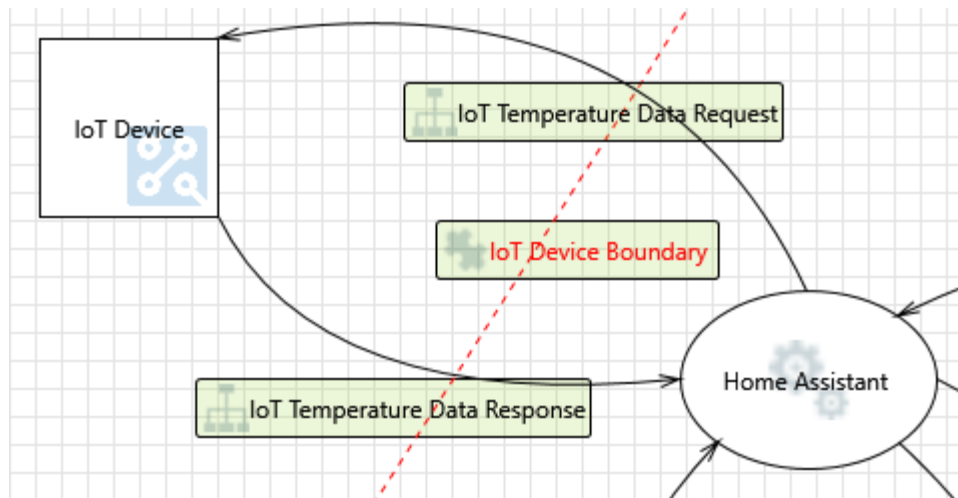 IoT Device
IoT Temperature Data Request
IoT Device Boundary
Home Assistant
IoT Temperature Data Response